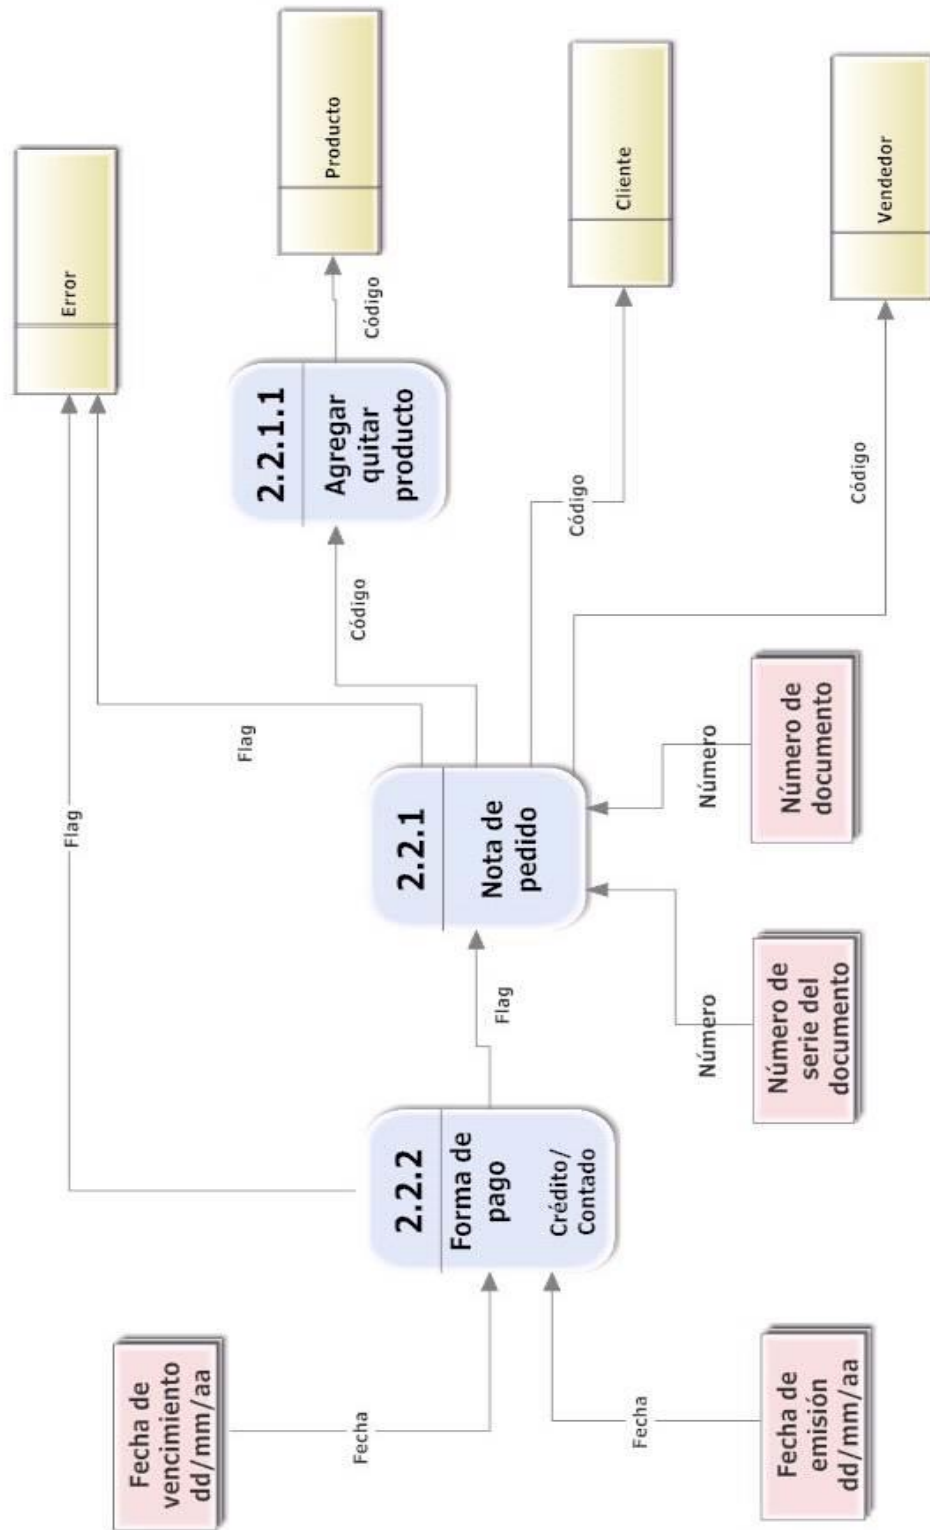 Fecha de
vencimiento
dd/mm/aa
Fecha
Fecha de
emisión
dd/mm/aa
Fecha
2.2.2
Forma de
pago
Crédito/
Contado
Flag
Flag
Número de
serie del
documento
Número
2.2.1
Nota de
pedido
Número de
documento
Número
Flag
Código
2.2.1.1
Agregar
quitar
producto
Código
Código
Código
Error
Producto
Cliente
Vendedor